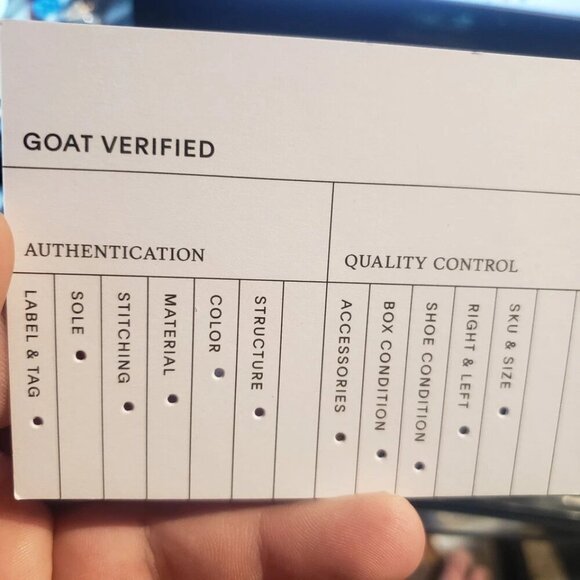 GOAT VERIFIED
AUTHENTICATION
QUALITY CONTROL
LABEL & TAG
SOLE
STITCHING
MATERIAL
COLOR
STRUCTURE
ACCESSORIES
BOX CONDITION
SHOE CONDITION
RIGHT & LEFT
SKU & SIZE